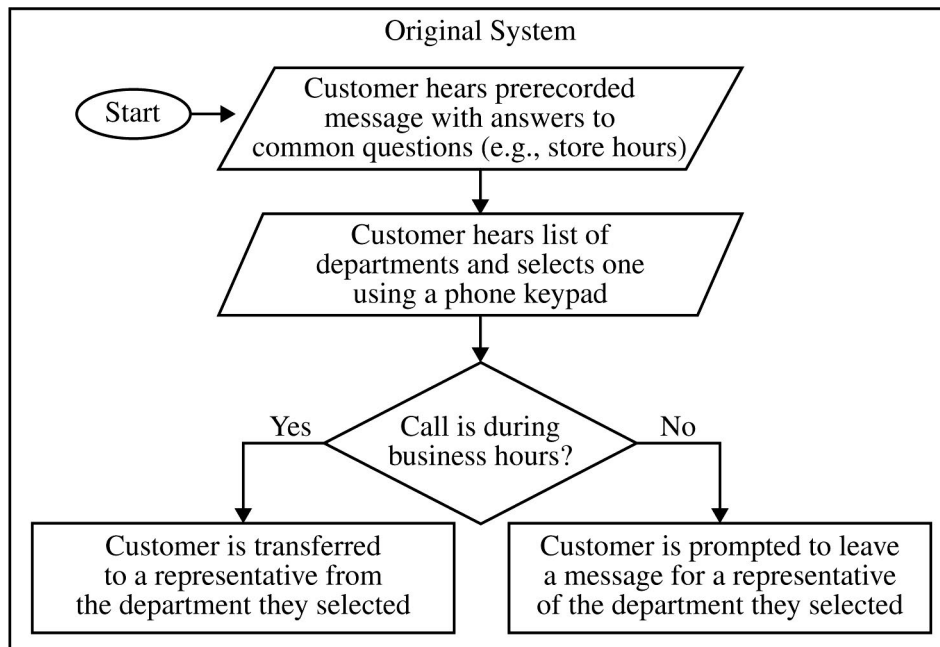 Original System
Start
Customer hears prerecorded
message with answers to
common questions (e.g., store hours)
Customer hears list of
departments and selects one
using a phone keypad
Yes
Call is during
business hours?
No
Customer is transferred
to a representative from
the department they selected
Customer is prompted to leave
a message for a representative
of the department they selected